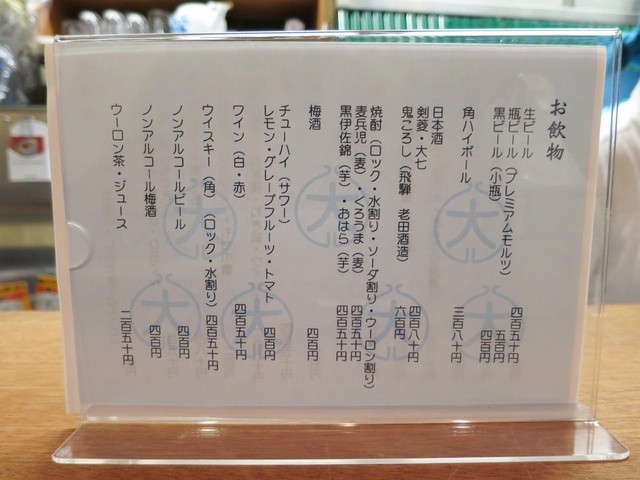 お飲物
生ビール 四百五十円
瓶ビール(プレミアムモルツ) 五百円
黒ビール(小瓶) 四百円
角ハイボール 三百八十円
日本酒
剣菱・大七 四百八十円
鬼ころし(飛騨 老田酒造) 六百円
焼酎(ロック・水割り・ソーダ割り・ウーロン割り)
麦兵児(麦)・くろうま(麦) 四百五十円
黒伊佐錦(芋)・おはら(芋) 四百五十円
梅酒 四百円
チューハイ(サワー)
レモン・グレープフルーツ・トマト 四百円
ワイン(白・赤) 四百五十円
ウイスキー(角)(ロック・水割り) 四百五十円
ノンアルコールビール 四百円
ノンアルコール梅酒 四百円
ウーロン茶・ジュース 二百五十円